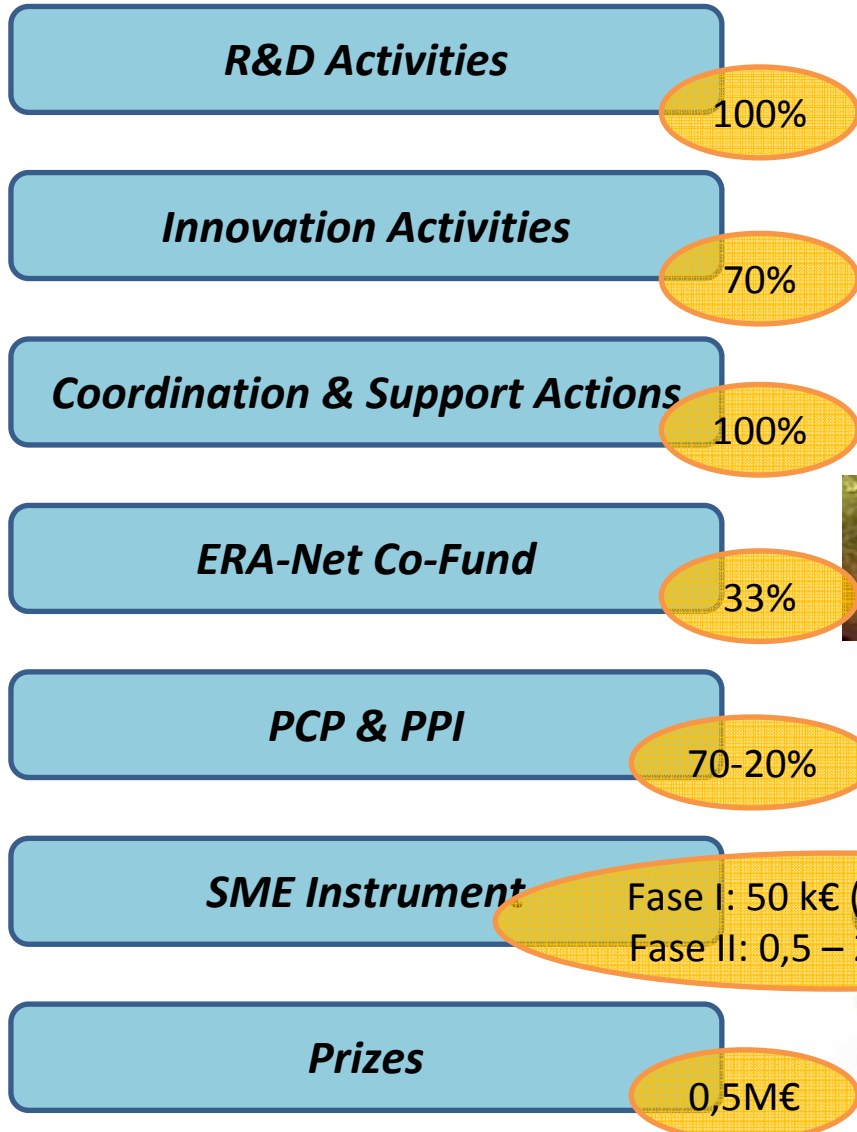 R&D Activities
100%
Innovation Activities
70%
Coordination & Support Actions
100%
ERA-Net Co-Fund
33%
PCP & PPI
70-20%
SME Instrument
Fase I: 50 k€ (
Fase II: 0,5 –
Prizes
0,5M€